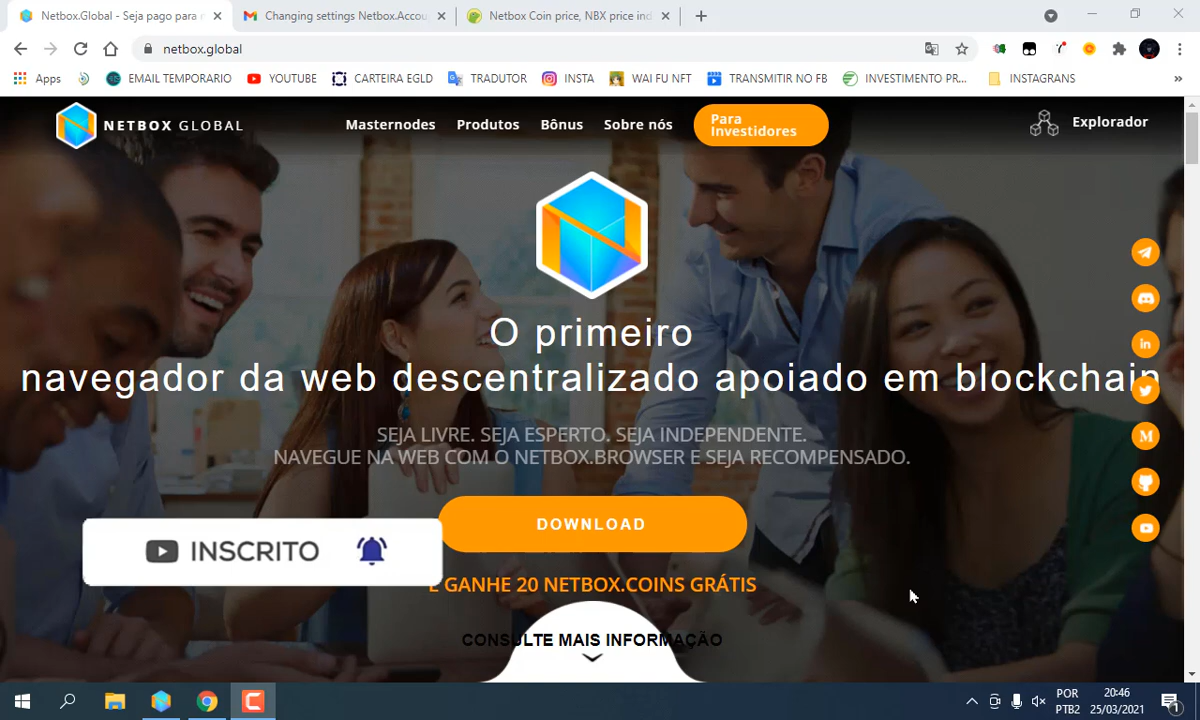 Netbox.Global - Seja pago para n
Changing settings Netbox.Accou
Netbox Coin price, NBX price ind
netbox.global
Apps
EMAIL TEMPORARIO
YOUTUBE
CARTEIRA EGLD
TRADUTOR
INSTA
WAI FU NFT
TRANSMITIR NO FB
INVESTIMENTO PR...
INSTAGRANS
NETBOX GLOBAL
Masternodes
Produtos
Bônus
Sobre nós
Para
Investidores
Explorador
O primeiro
navegador da web descentralizado apoiado em blockchain
SEJA LIVRE. SEJA ESPERTO. SEJA INDEPENDENTE.
NAVEGUE NA WEB COM O NETBOX.BROWSER E SEJA RECOMPENSADO.
DOWNLOAD
INSCRITO
E GANHE 20 NETBOX.COINS GRÁTIS
CONSULTE MAIS INFORMAÇÃO
POR
PTB2
20:46
25/03/2021
1